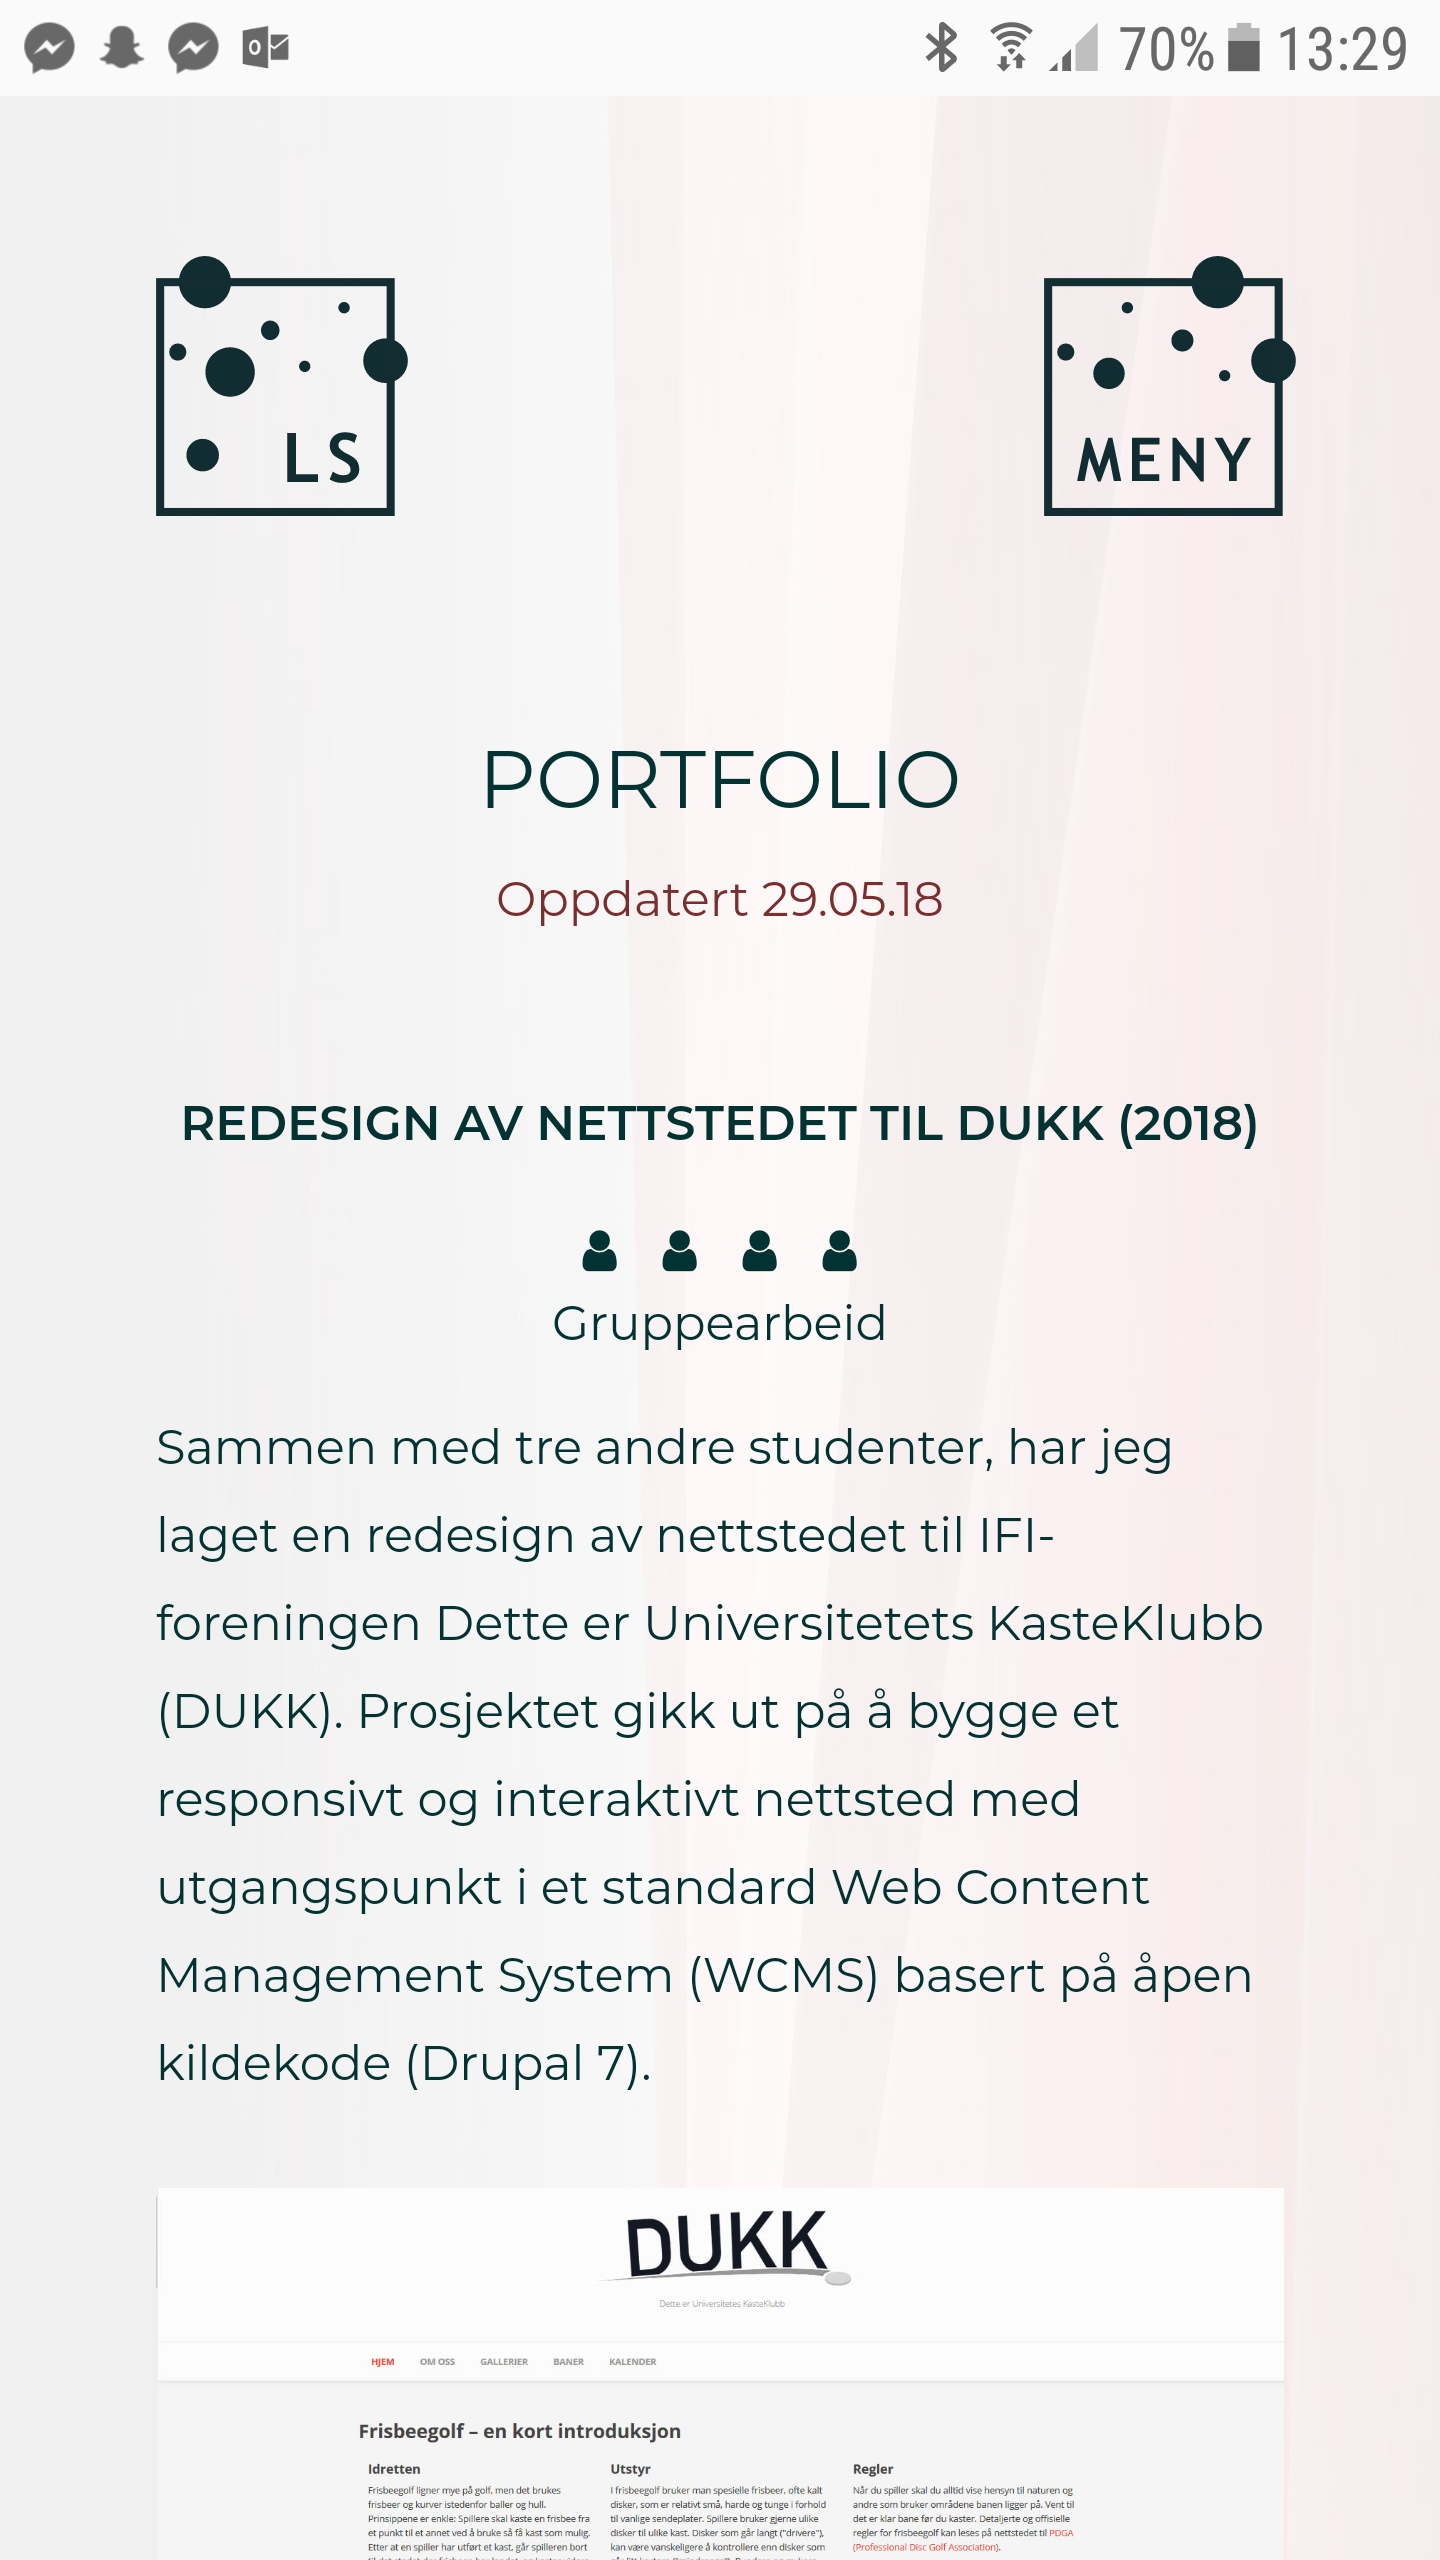 70% 13:29
LS
MENY
PORTFOLIO
Oppdatert 29.05.18
REDESIGN AV NETTSTEDET TIL DUKK (2018)
Gruppearbeid
Sammen med tre andre studenter, har jeg
laget en redesign av nettstedet til IFI-
foreningen Dette er Universitetets KasteKlubb
(DUKK). Prosjektet gikk ut på å bygge et
responsivt og interaktivt nettsted med
utgangspunkt i et standard Web Content
Management System (WCMS) basert på åpen
kildekode (Drupal 7).
DUKK
Dette er Universitetes KasteKlubb
HJEM OM OSS GALLERIER BANER KALENDER
Frisbeegolf – en kort introduksjon
Idretten
Frisbeegolf ligner mye på golf, men det brukes
frisbeer og kurver istedenfor baller og hull.
Prinsippene er enkle: Spillere skal kaste en frisbee fra
et punkt til et annet ved å bruke så få kast som mulig.
Etter at en spiller har utført et kast, går spilleren bort
Utstyr
I frisbeegolf bruker man spesielle frisbeer, ofte kalt
disker, som er relativt små, harde og tunge i forhold
til vanlige sendeplater. Spillere bruker gjerne ulike
disker til ulike kast. Disker som går langt ("drivere"),
kan være vanskeligere å kontrollere enn disker som
Regler
Når du spiller skal du alltid vise hensyn til naturen og
andre som bruker områdene banen ligger på. Vent til
det er klar bane før du kaster. Detaljerte og offisielle
regler for frisbeegolf kan leses på nettstedet til PDGA
(Professional Disc Golf Association).